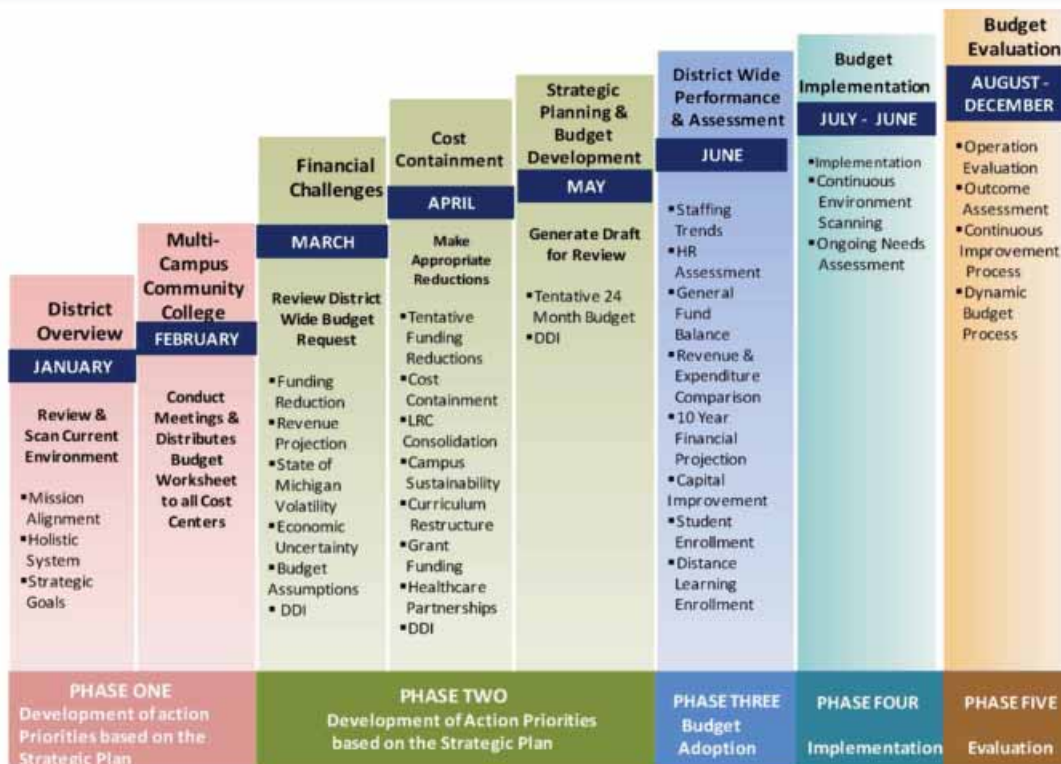 District
Overview
JANUARY
Review &
Scan Current
Environment
▪Mission
Alignment
▪Holistic
System
▪Strategic
Goals
Multi-
Campus
Community
College
FEBRUARY
Conduct
Meetings &
Distributes
Budget
Worksheet
to all Cost
Centers
Financial
Challenges
MARCH
Review District
Wide Budget
Request
▪Funding
Reduction
▪Revenue
Projection
▪State of
Michigan
Volatility
▪Economic
Uncertainty
▪Budget
Assumptions
▪ DDI
Cost
Containment
APRIL
Make
Appropriate
Reductions
▪Tentative
Funding
Reductions
▪Cost
Containment
▪LRC
Consolidation
▪Campus
Sustainability
▪Curriculum
Restructure
▪Grant
Funding
▪Healthcare
Partnerships
▪DDI
Strategic
Planning &
Budget
Development
MAY
Generate Draft
for Review
▪Tentative 24
Month Budget
▪DDI
District Wide
Performance
& Assessment
JUNE
▪Staffing
Trends
▪HR
Assessment
▪General
Fund
Balance
▪Revenue &
Expenditure
Comparison
▪10 Year
Financial
Projection
▪Capital
Improvement
▪Student
Enrollment
▪Distance
Learning
Enrollment
Budget
Implementation
JULY - JUNE
▪Implementation
▪Continuous
Environment
Scanning
▪Ongoing Needs
Assessment
Budget
Evaluation
AUGUST -
DECEMBER
▪Operation
Evaluation
▪Outcome
Assessment
▪Continuous
Improvement
Process
▪Dynamic
Budget
Process
PHASE ONE
Development of action
Priorities based on the
Strategic Plan
PHASE TWO
Development of Action Priorities
based on the Strategic Plan
PHASE THREE
Budget
Adoption
PHASE FOUR
Implementation
PHASE FIVE
Evaluation